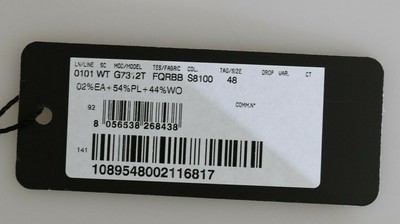 LN/LINE SC MOD/MODEL TES/FABRIC COL. TAG/SIZE DROP VAR. CT
0101 WT FQRBB S8100 48
02%EA+54%PL+44%WO
COMM.N°
92
8 056538 268438
141
1089548002116817